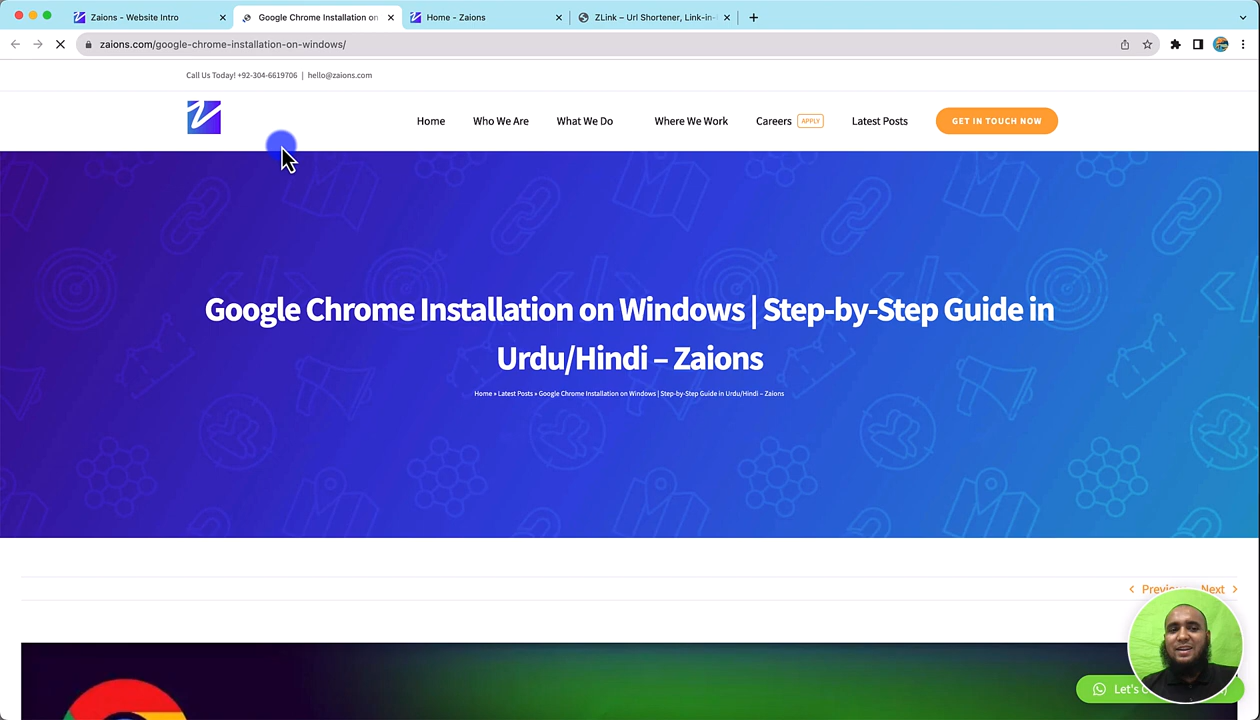 Zaions - Website Intro
Google Chrome Installation on
Home - Zaions
ZLink – Url Shortener, Link-in-
zaions.com/google-chrome-installation-on-windows/
Call Us Today! +92-304-6619706 | hello@zaions.com
Home
Who We Are
What We Do
Where We Work
Careers
APPLY
Latest Posts
GET IN TOUCH NOW
Google Chrome Installation on Windows | Step-by-Step Guide in
Urdu/Hindi – Zaions
Home » Latest Posts » Google Chrome Installation on Windows | Step-by-Step Guide in Urdu/Hindi – Zaions
Next
Let's